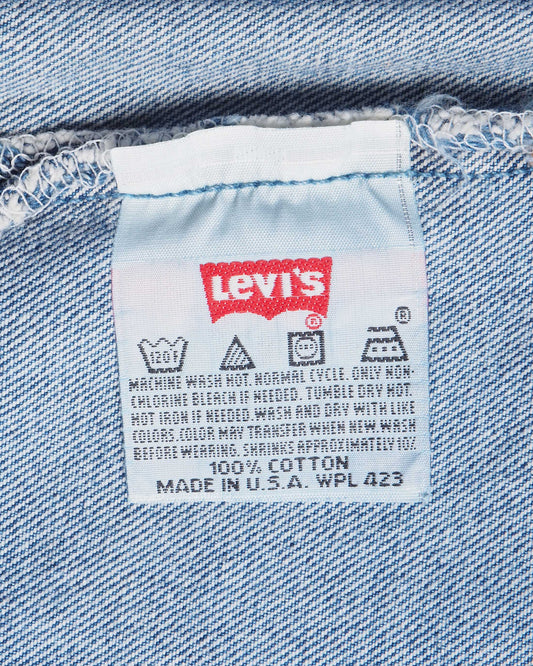 LEVI'S
®
®
120°
MACHINE WASH HOT. NORMAL CYCLE. ONLY NON-
CHLORINE BLEACH IF NEEDED. TUMBLE DRY HOT.
HOT IRON IF NEEDED. WASH AND DRY WITH LIKE
COLORS. COLOR MAY TRANSFER WHEN NEW. WASH
BEFORE WEARING. SHRINKS APPROXIMATELY 10%
100% COTTON
MADE IN U.S.A. WPL 423